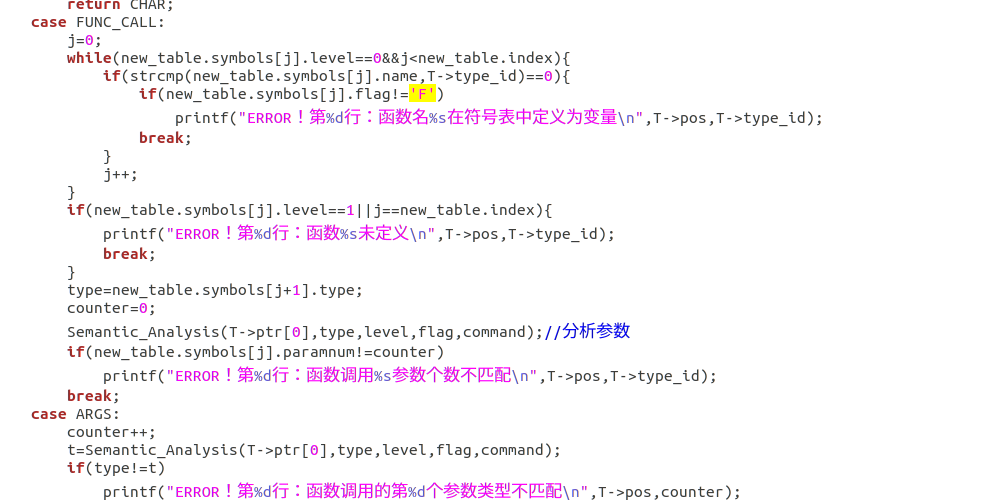 return CHAR;
case FUNC_CALL:
j=0;
while(new_table.symbols[j].level==0&&j<new_table.index){
if(strcmp(new_table.symbols[j].name,T->type_id)==0){
if(new_table.symbols[j].flag!='F')
printf("ERROR！第%d行：函数名%s在符号表中定义为变量\n",T->pos,T->type_id);
break;
}
j++;
}
if(new_table.symbols[j].level==1||j==new_table.index){
printf("ERROR！第%d行：函数%s未定义\n",T->pos,T->type_id);
break;
}
type=new_table.symbols[j+1].type;
counter=0;
Semantic_Analysis(T->ptr[0],type,level,flag,command);//分析参数
if(new_table.symbols[j].paramnum!=counter)
printf("ERROR！第%d行：函数调用%s参数个数不匹配\n",T->pos,T->type_id);
break;
case ARGS:
counter++;
t=Semantic_Analysis(T->ptr[0],type,level,flag,command);
if(type!=t)
printf("ERROR！第%d行：函数调用的第%d个参数类型不匹配\n",T->pos,counter);